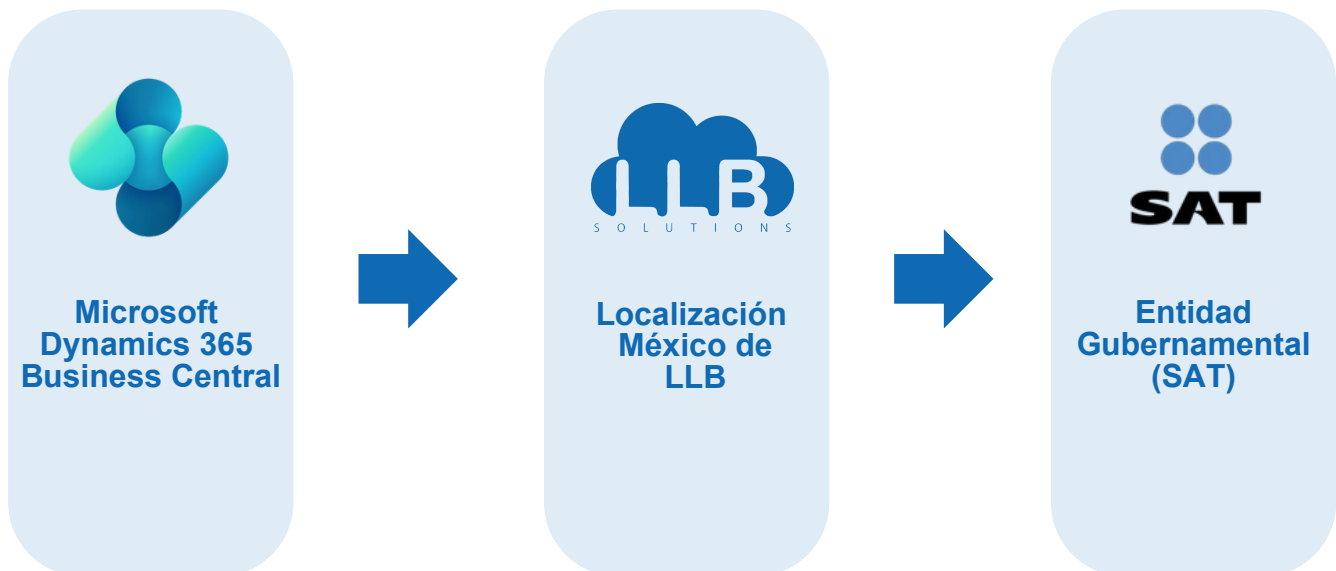 Microsoft
Dynamics 365
Business Central
LLB
SOLUTIONS
Localización
México de
LLB
SAT
Entidad
Gubernamental
(SAT)